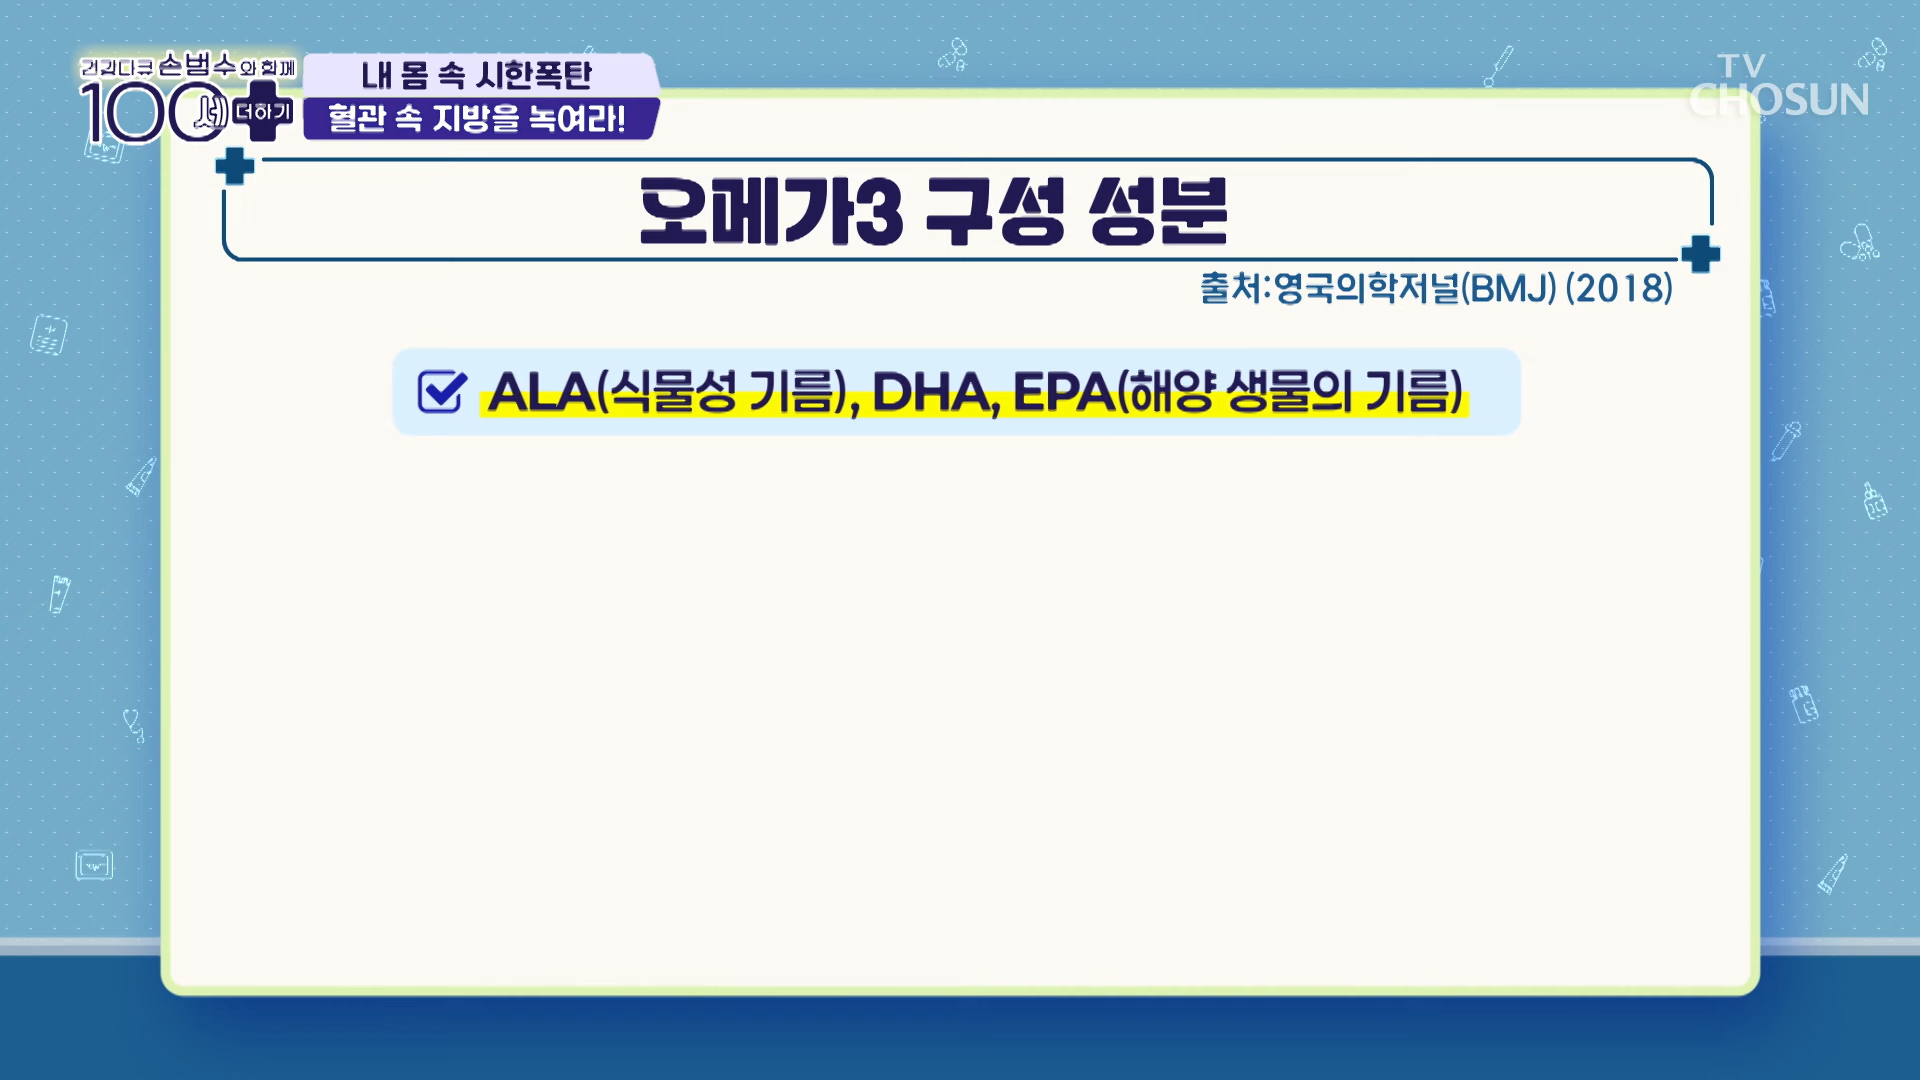 건강다큐 손범수와 함께
100세 더하기
내 몸 속 시한폭탄
혈관 속 지방을 녹여라!
TV
CHOSUN
오메가3 구성 성분
출처:영국의학저널(BMJ) (2018)
ALA(식물성 기름), DHA, EPA(해양 생물의 기름)